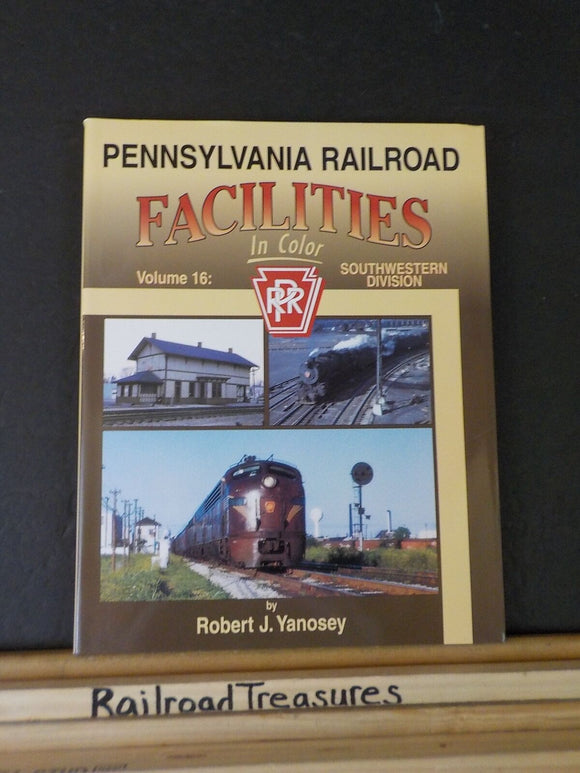 PENNSYLVANIA RAILROAD
FACILITIES
In Color
Volume 16:
SOUTHWESTERN
DIVISION
PRR
by
Robert J. Yanosey
RailroadTreasures